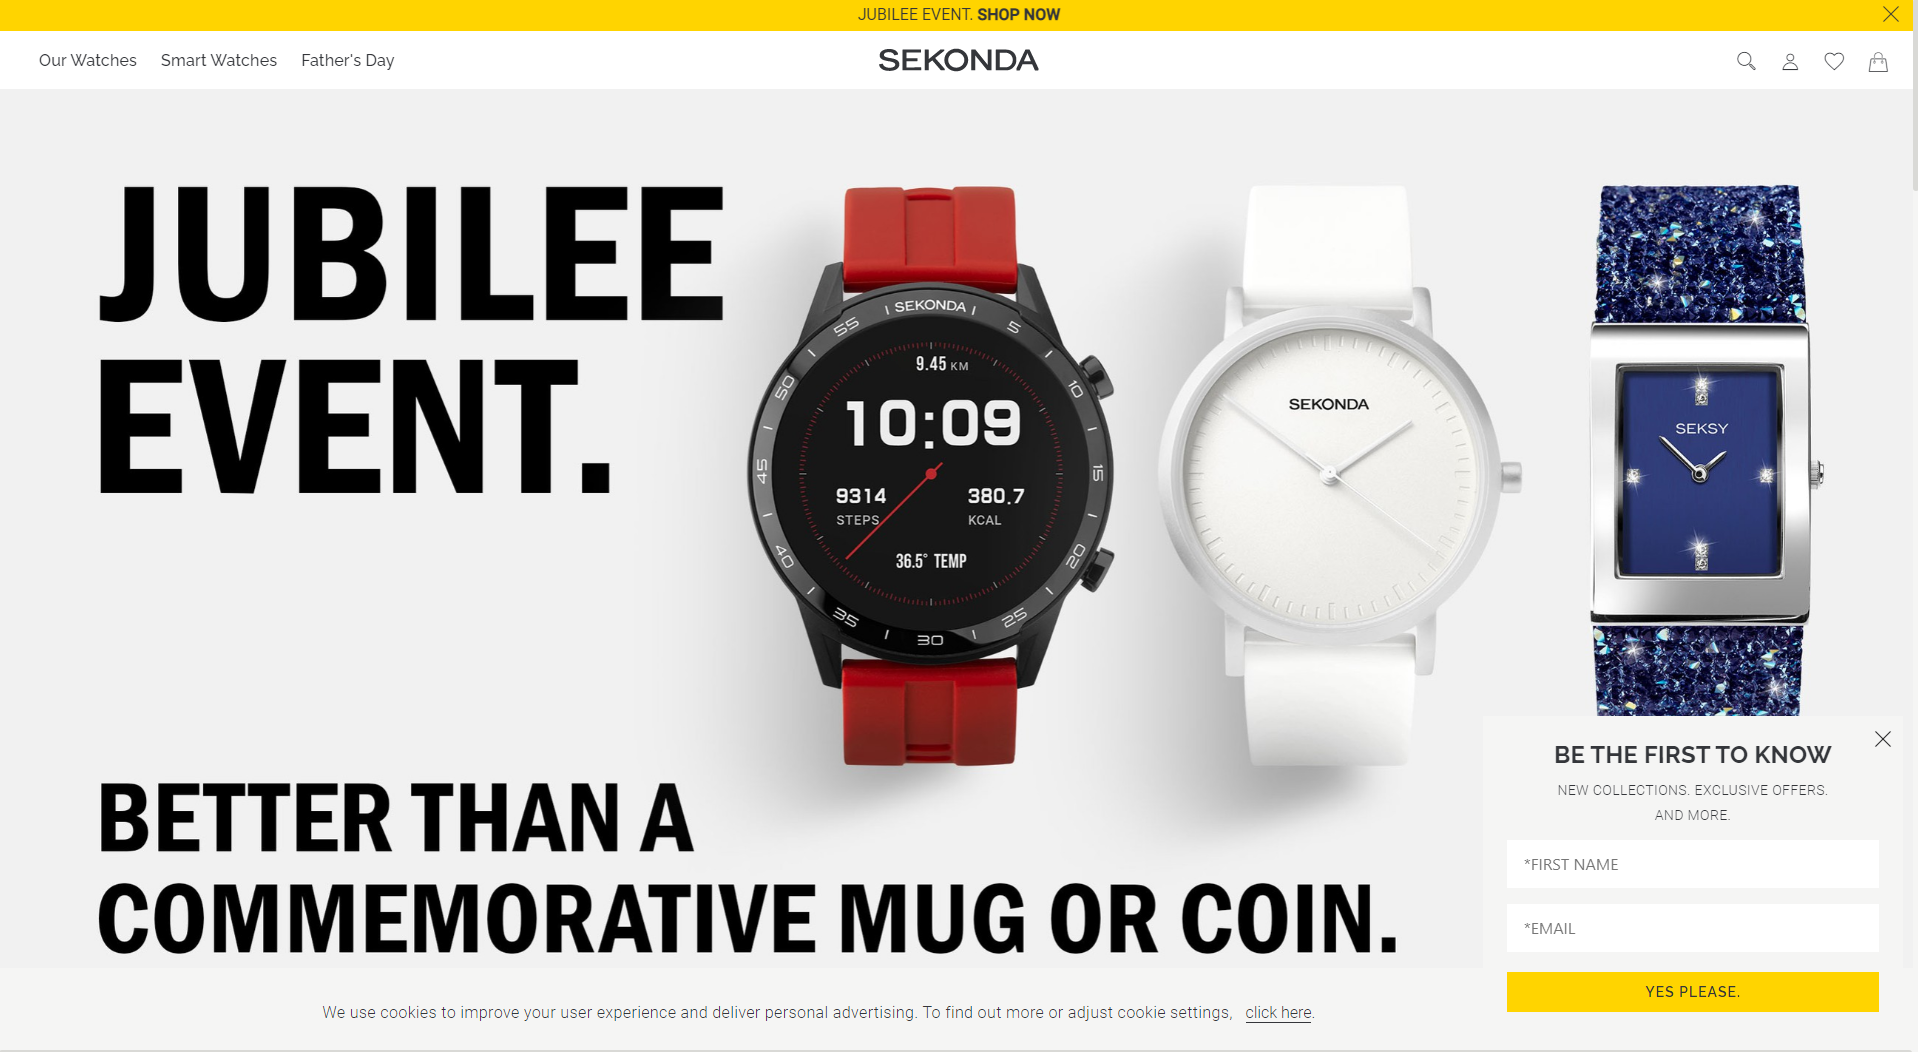 JUBILEE EVENT. SHOP NOW
Our Watches Smart Watches Father's Day
SEKONDA
JUBILEE
EVENT.
SEKONDA
5
10
15
20
25
30
35
40
45
50
55
9.45 KM
10:09
9314 380.7
STEPS KCAL
36.5° TEMP
SEKONDA
SEKSY
BETTER THAN A
COMMEMORATIVE MUG OR COIN.
BE THE FIRST TO KNOW
NEW COLLECTIONS. EXCLUSIVE OFFERS.
AND MORE.
*FIRST NAME
*EMAIL
YES PLEASE.
We use cookies to improve your user experience and deliver personal advertising. To find out more or adjust cookie settings, click here.